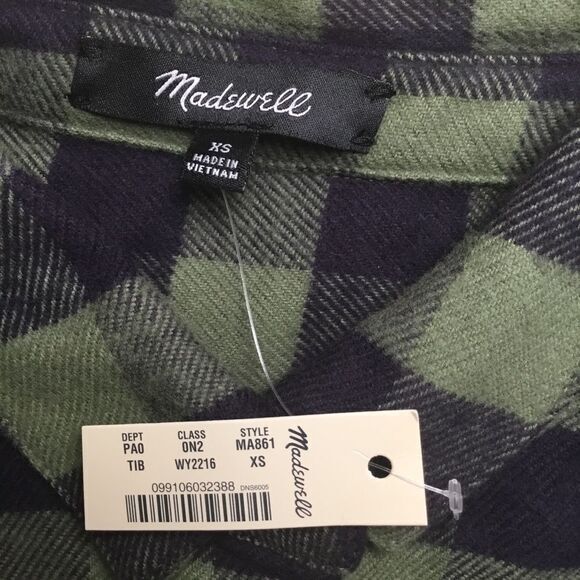 Madewell
XS
MADE IN
VIETNAM
DEPT CLASS STYLE
PA0 0N2 MA861
TIB WY2216 XS
099106032388 DNS6005
Madewell